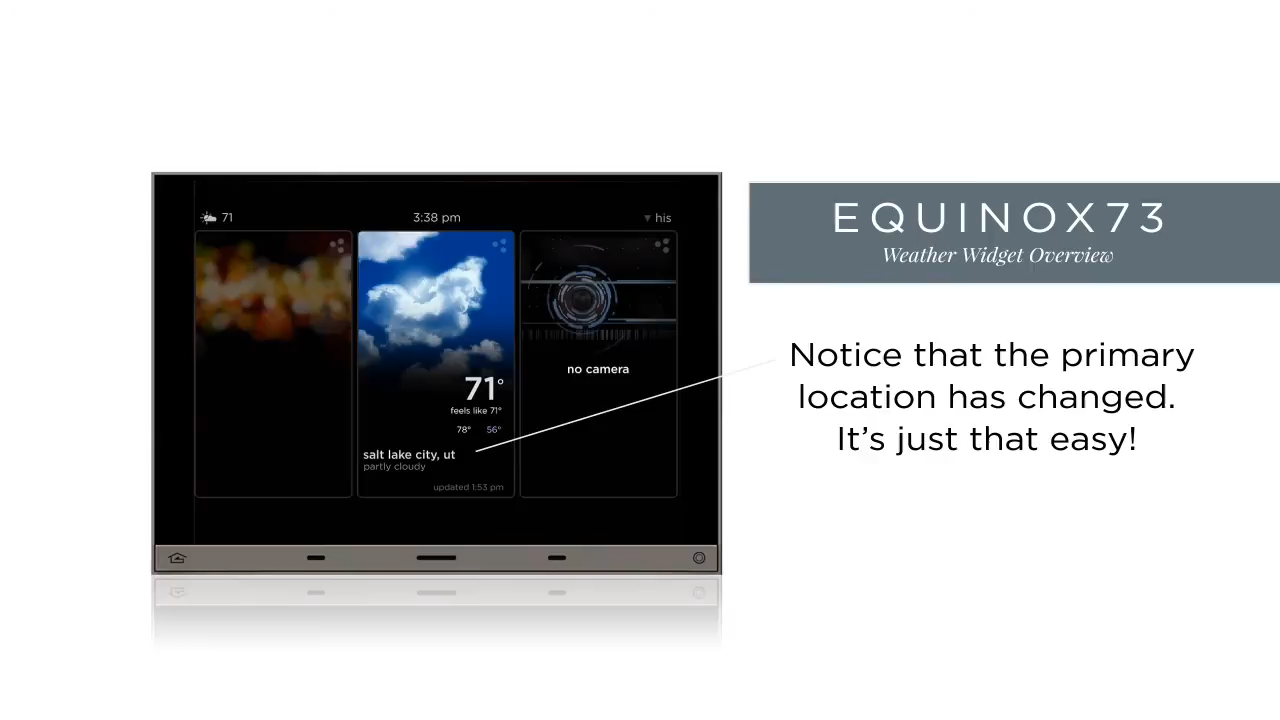 71
3:38 pm
his
71°
feels like 71°
78° 56°
salt lake city, ut
partly cloudy
updated 1:53 pm
no camera
EQUINOX73
Weather Widget Overview
Notice that the primary
location has changed.
It's just that easy!